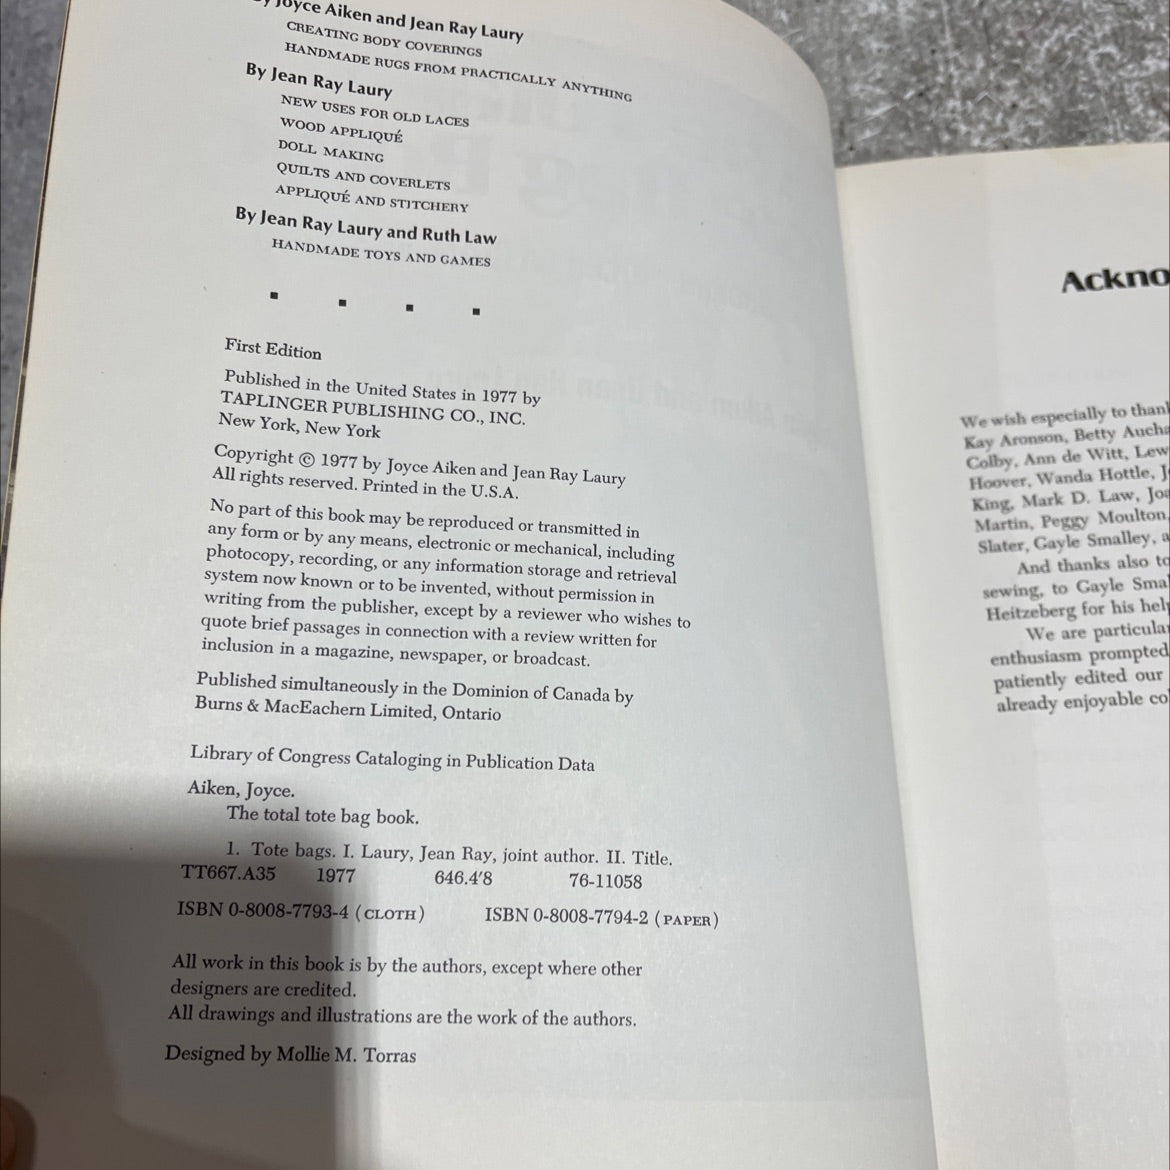 By Joyce Aiken and Jean Ray Laury
CREATING BODY COVERINGS
HANDMADE RUGS FROM PRACTICALLY ANYTHING
By Jean Ray Laury
NEW USES FOR OLD LACES
WOOD APPLIQUÉ
DOLL MAKING
QUILTS AND COVERLETS
APPLIQUÉ AND STITCHERY
By Jean Ray Laury and Ruth Law
HANDMADE TOYS AND GAMES
First Edition
Published in the United States in 1977 by
TAPLINGER PUBLISHING CO., INC.
New York, New York
Copyright © 1977 by Joyce Aiken and Jean Ray Laury
All rights reserved. Printed in the U.S.A.
No part of this book may be reproduced or transmitted in
any form or by any means, electronic or mechanical, including
photocopy, recording, or any information storage and retrieval
system now known or to be invented, without permission in
writing from the publisher, except by a reviewer who wishes to
quote brief passages in connection with a review written for
inclusion in a magazine, newspaper, or broadcast.
Published simultaneously in the Dominion of Canada by
Burns & MacEachern Limited, Ontario
Library of Congress Cataloging in Publication Data
Aiken, Joyce.
The total tote bag book.
1. Tote bags. I. Laury, Jean Ray, joint author. II. Title.
TT667.A35 1977 646.4'8 76-11058
ISBN 0-8008-7793-4 (CLOTH) ISBN 0-8008-7794-2 (PAPER)
All work in this book is by the authors, except where other
designers are credited.
All drawings and illustrations are the work of the authors.
Designed by Mollie M. Torras
Ackno
We wish especially to thank
Kay Aronson, Betty Aucha
Colby, Ann de Witt, Lew
Hoover, Wanda Hottle, J
King, Mark D. Law, Joa
Martin, Peggy Moulton,
Slater, Gayle Smalley, a
And thanks also to
sewing, to Gayle Smal
Heitzeberg for his help
We are particular
enthusiasm prompted
patiently edited our
already enjoyable co